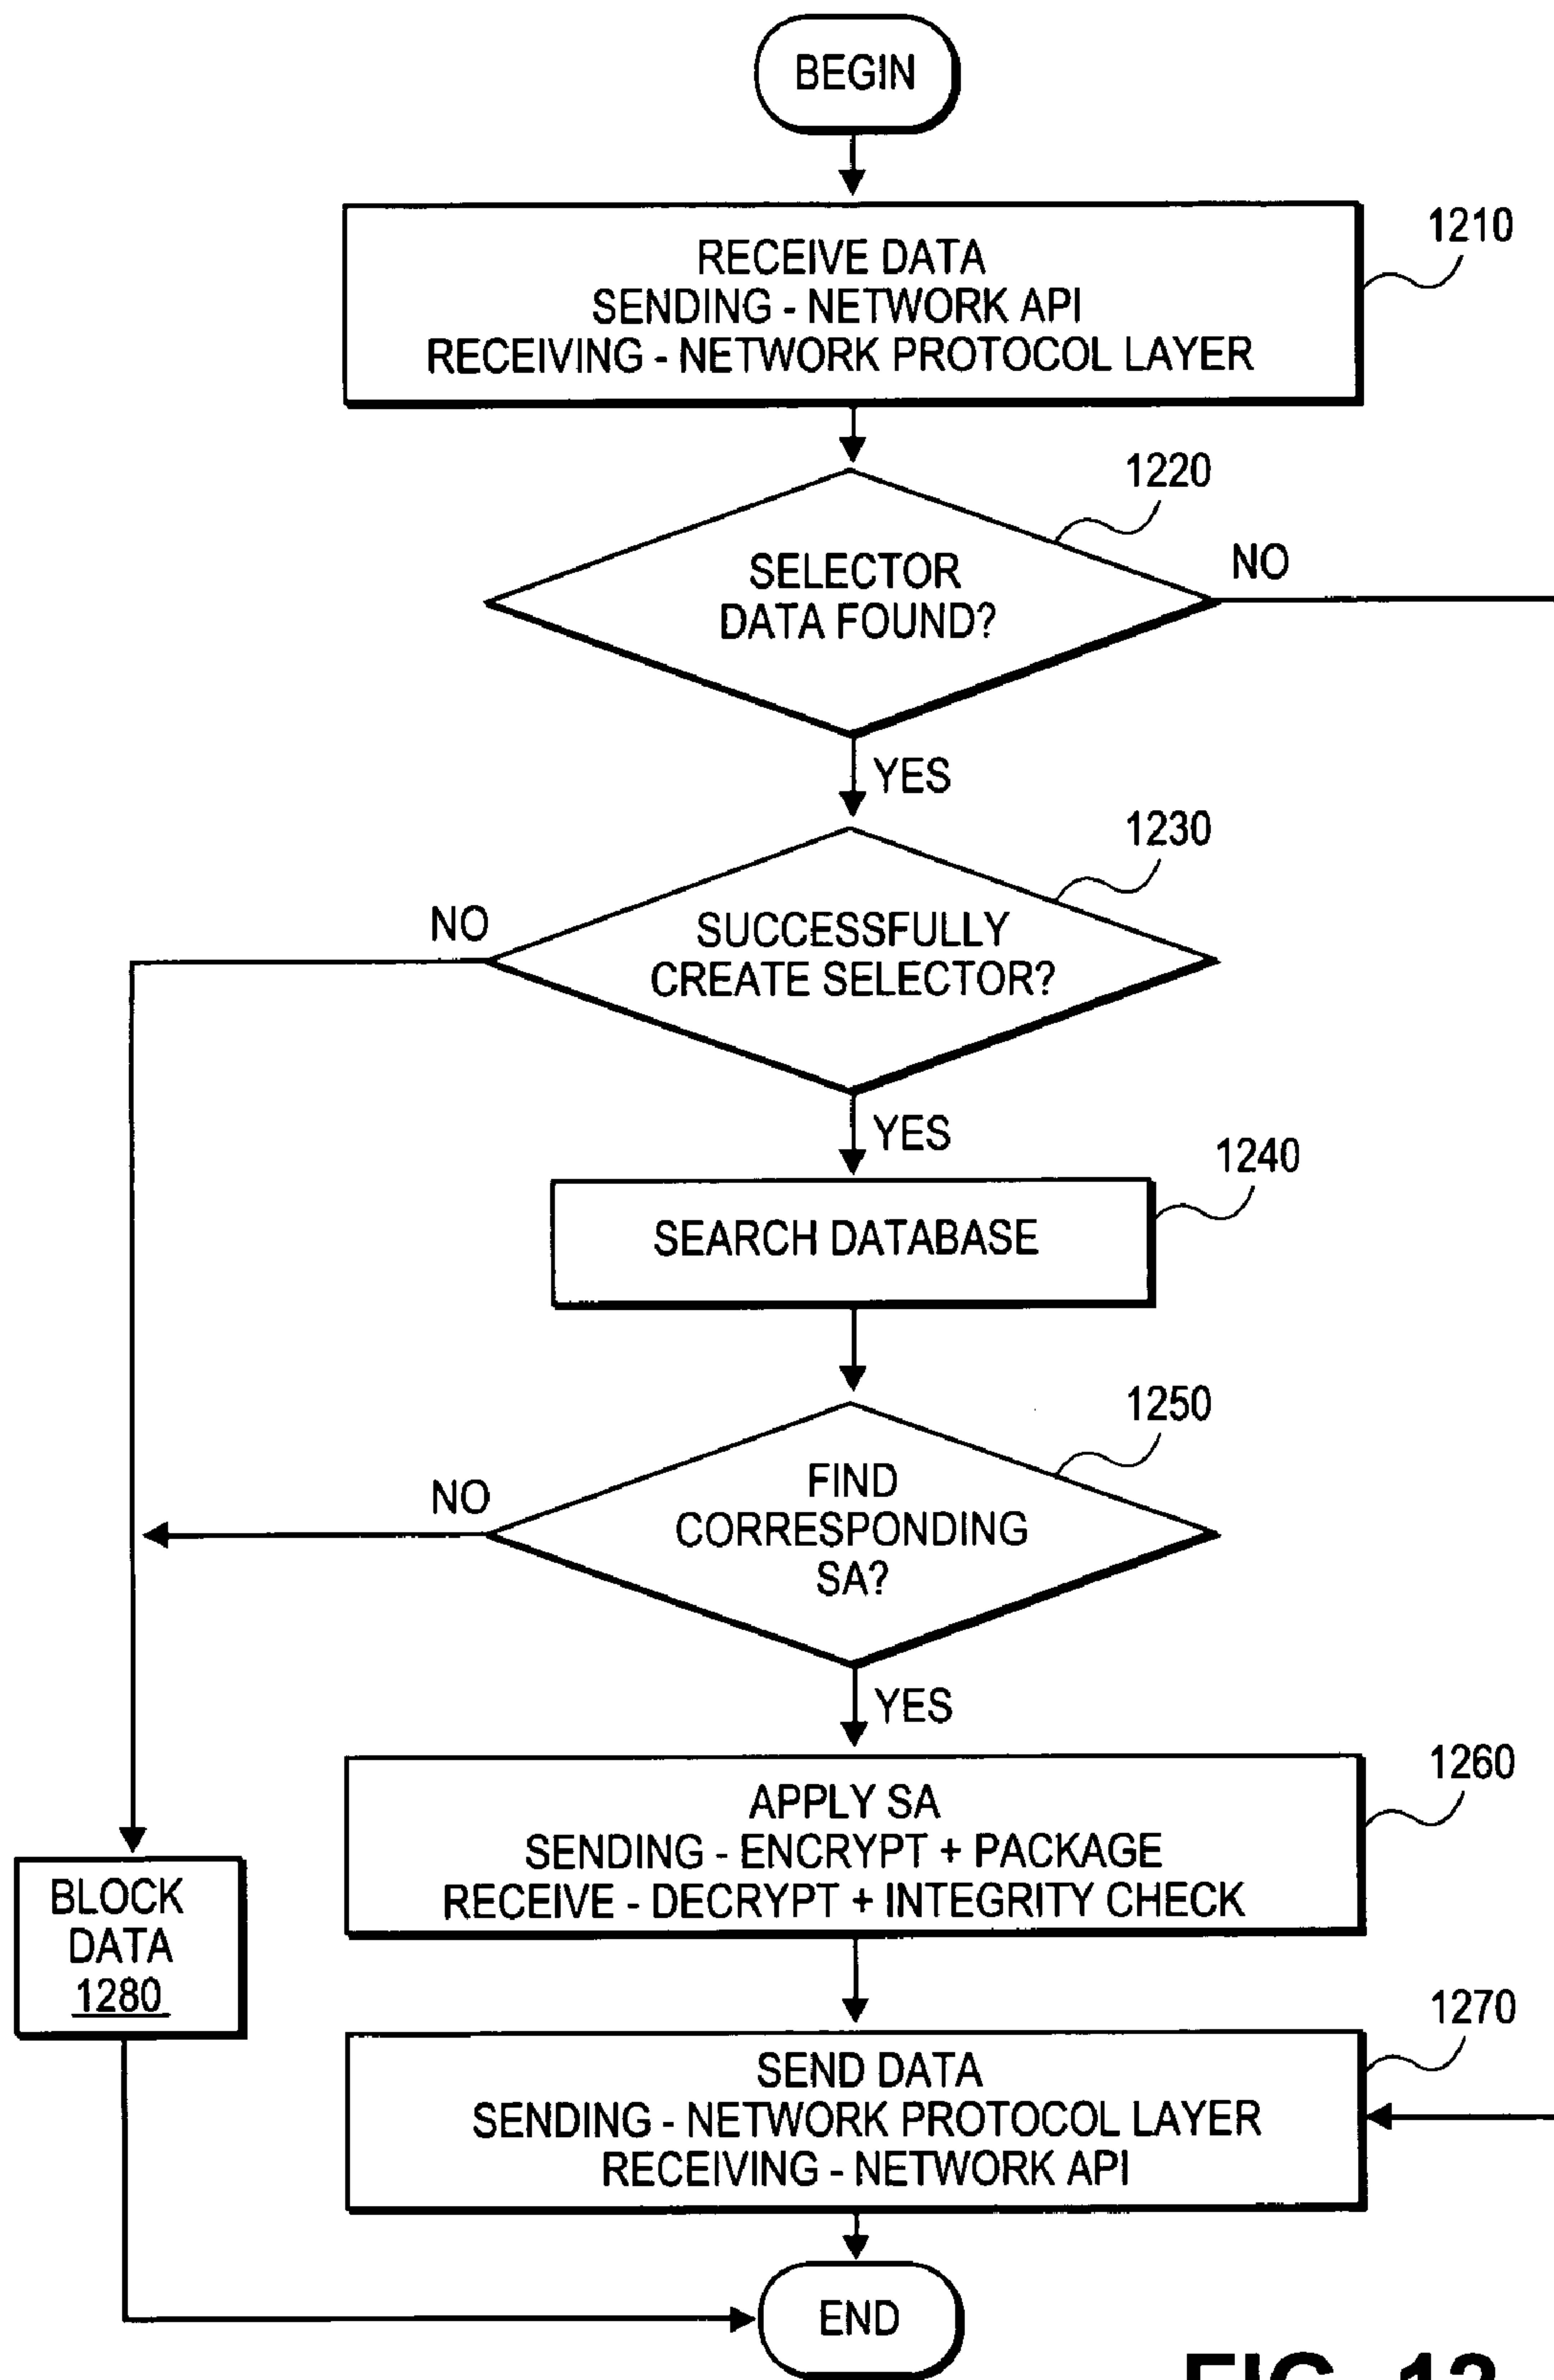 BEGIN
RECEIVE DATA
SENDING - NETWORK API
RECEIVING - NETWORK PROTOCOL LAYER
1210
SELECTOR
DATA FOUND?
1220
NO
YES
SUCCESSFULLY
CREATE SELECTOR?
1230
NO
YES
SEARCH DATABASE
1240
FIND
CORRESPONDING
SA?
1250
NO
YES
APPLY SA
SENDING - ENCRYPT + PACKAGE
RECEIVE - DECRYPT + INTEGRITY CHECK
1260
BLOCK
DATA
1280
SEND DATA
SENDING - NETWORK PROTOCOL LAYER
RECEIVING - NETWORK API
1270
END